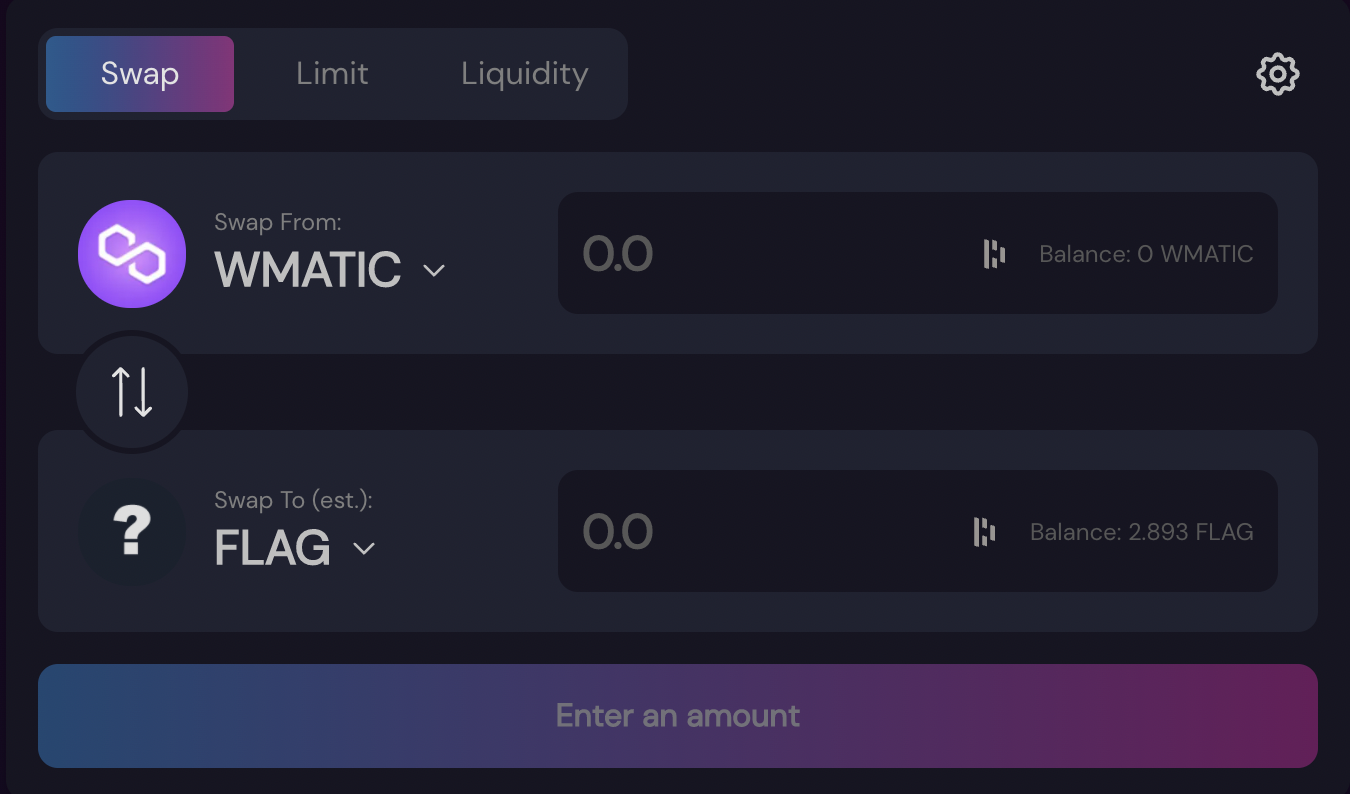 Swap Limit Liquidity
Swap From:
WMATIC
0.0 Balance: 0 WMATIC
?
Swap To (est.):
FLAG
0.0 Balance: 2.893 FLAG
Enter an amount